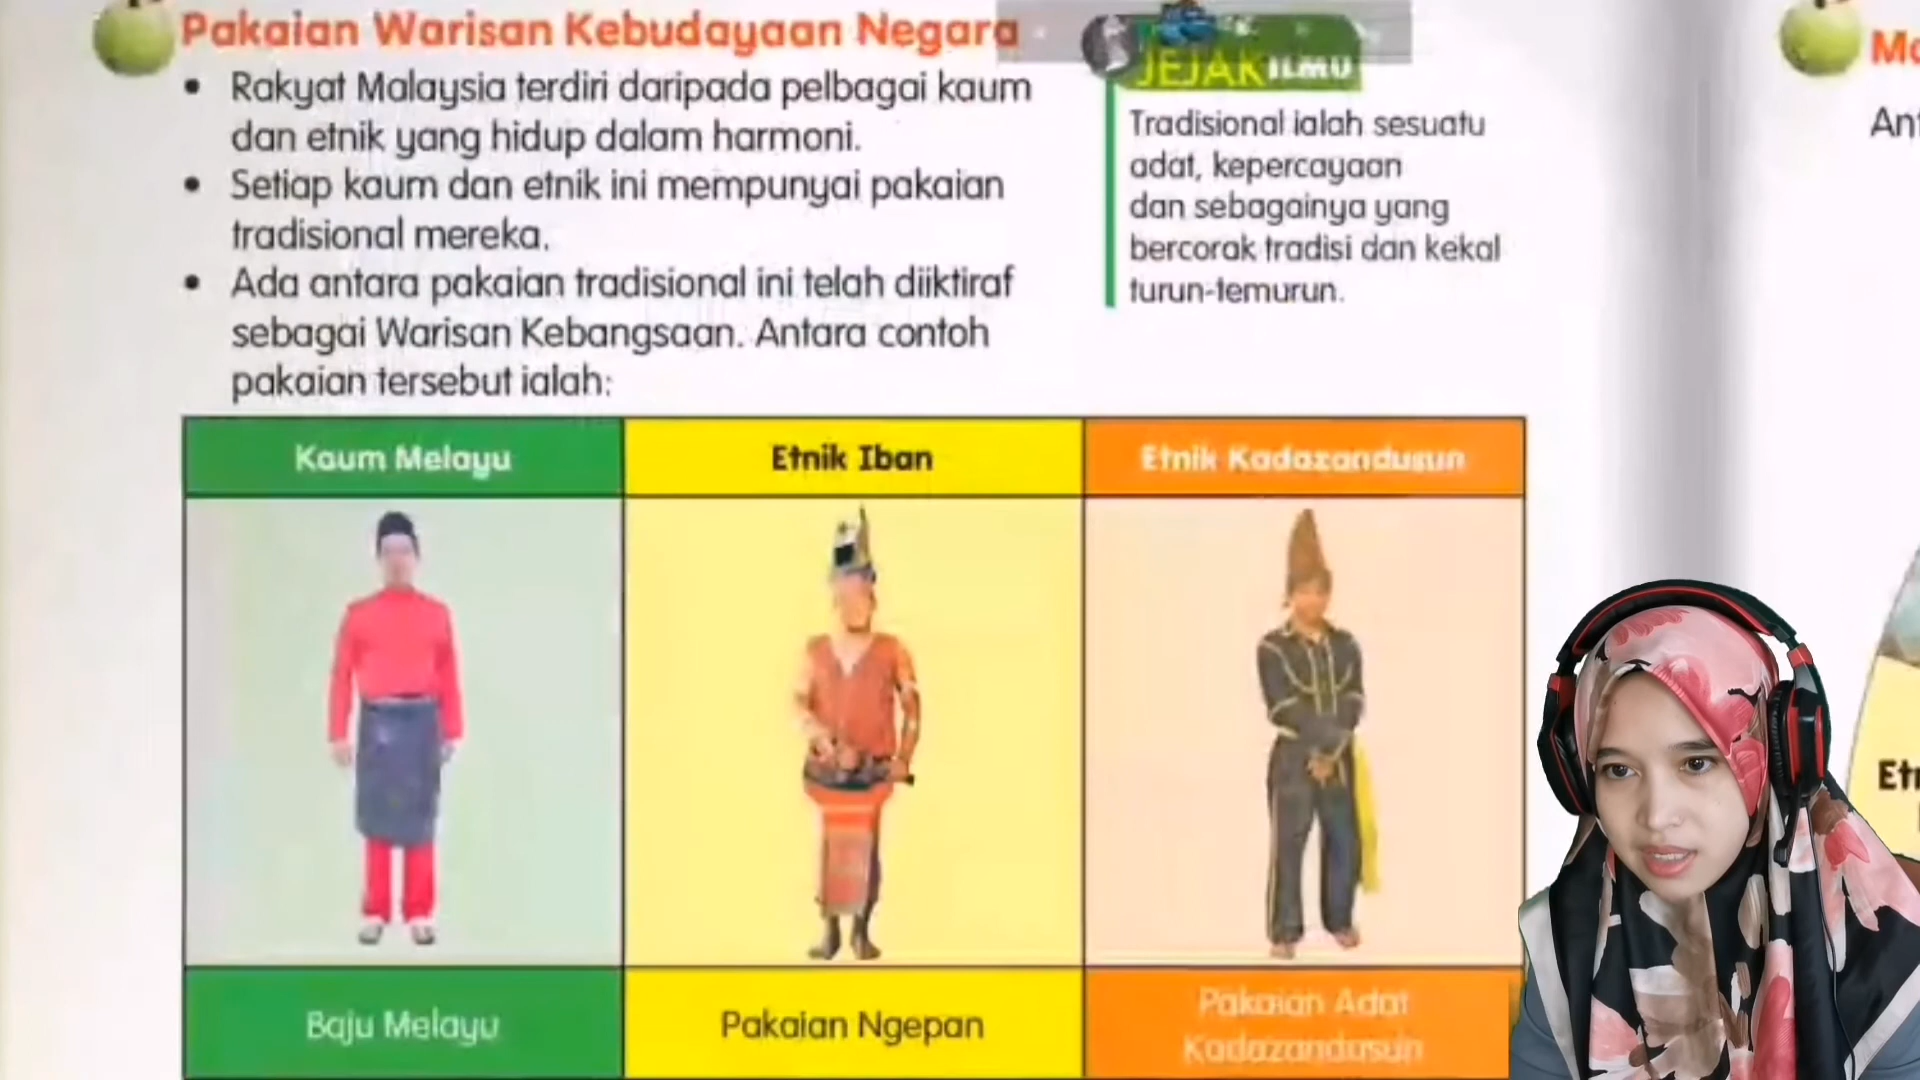 Pakaian Warisan Kebudayaan Negara
• Rakyat Malaysia terdiri daripada pelbagai kaum
dan etnik yang hidup dalam harmoni.
• Setiap kaum dan etnik ini mempunyai pakaian
tradisional mereka.
• Ada antara pakaian tradisional ini telah diiktiraf
sebagai Warisan Kebangsaan. Antara contoh
pakaian tersebut ialah:
JEJAK ILMU
Tradisional ialah sesuatu
adat, kepercayaan
dan sebagainya yang
bercorak tradisi dan kekal
turun-temurun.
Kaum Melayu
Etnik Iban
Etnik Kadazandusun
Baju Melayu
Pakaian Ngepan
Pakaian Adat
Kadazandusun